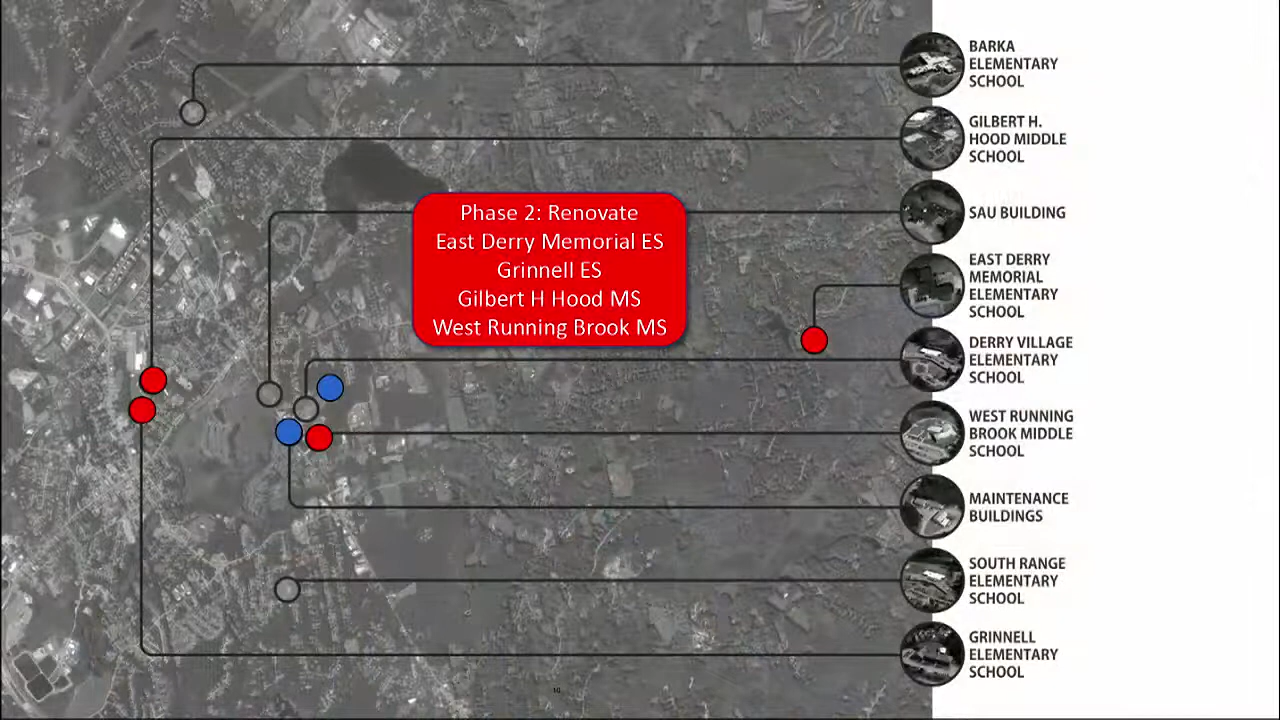 BARKA
ELEMENTARY
SCHOOL
GILBERT H.
HOOD MIDDLE
SCHOOL
Phase 2: Renovate
East Derry Memorial ES
Grinnell ES
Gilbert H Hood MS
West Running Brook MS
SAU BUILDING
EAST DERRY
MEMORIAL
ELEMENTARY
SCHOOL
DERRY VILLAGE
ELEMENTARY
SCHOOL
WEST RUNNING
BROOK MIDDLE
SCHOOL
MAINTENANCE
BUILDINGS
SOUTH RANGE
ELEMENTARY
SCHOOL
GRINNELL
ELEMENTARY
SCHOOL
10